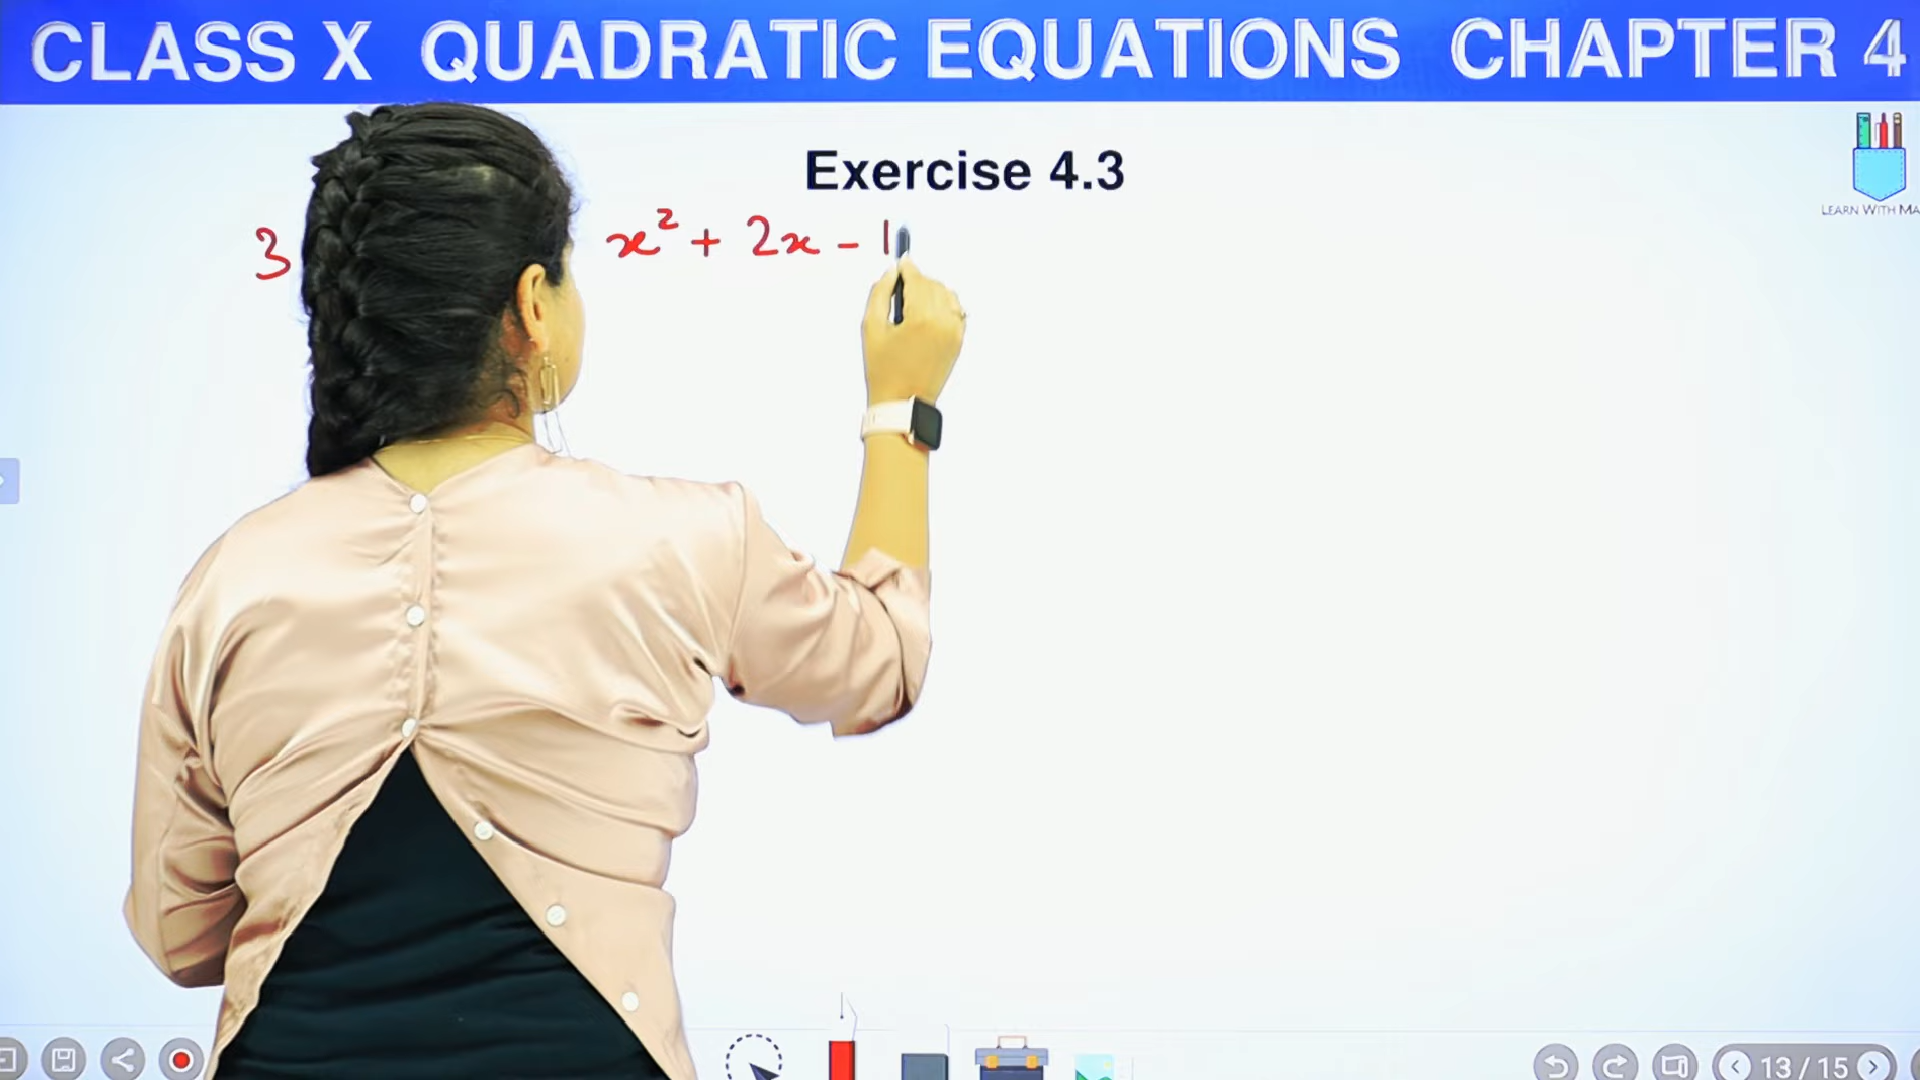 CLASS X QUADRATIC EQUATIONS CHAPTER 4
Exercise 4.3
3 x² + 2x - 1
LEARN WITH MA
13 / 15